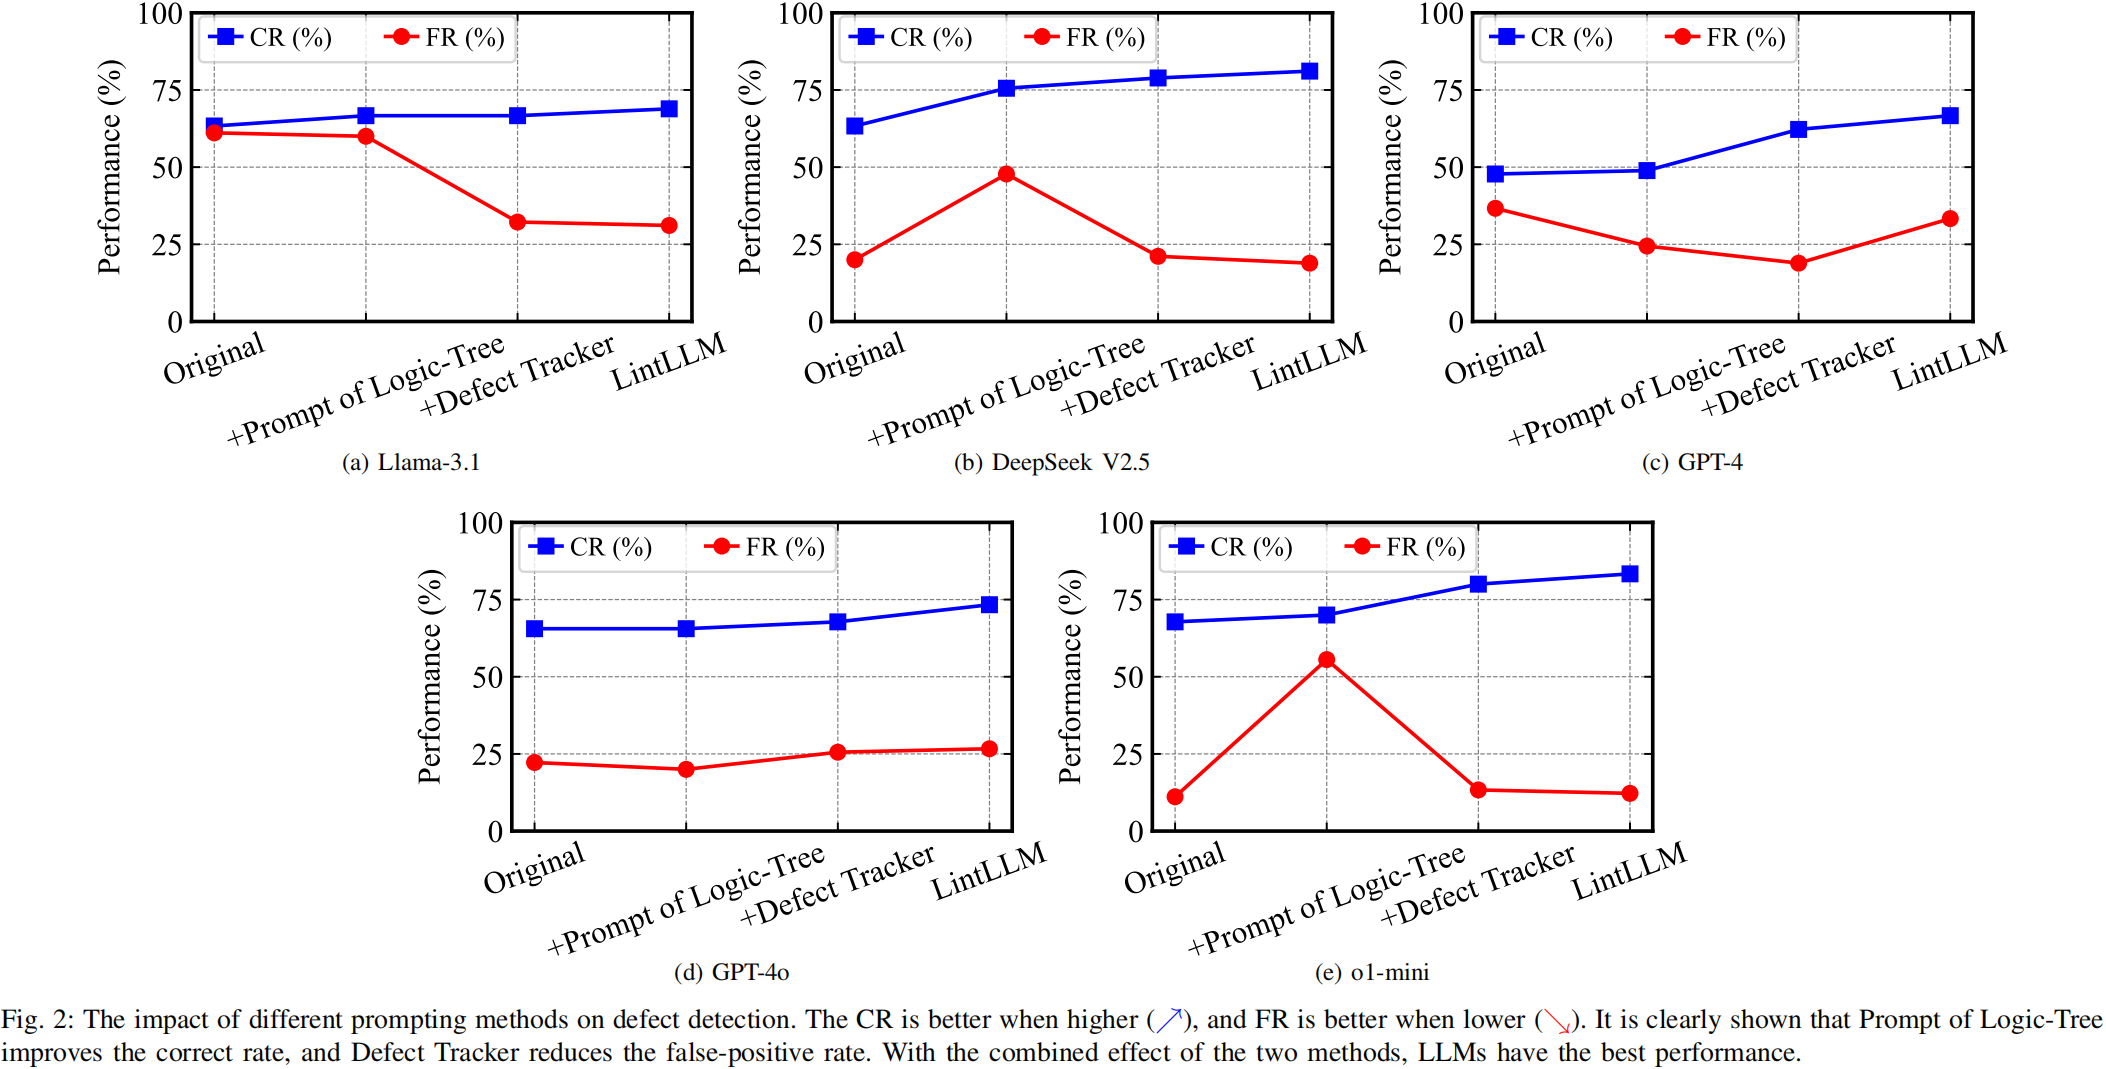 100
75
50
25
0
Performance (%)
CR (%)
FR (%)
Original
+Prompt of Logic-Tree
+Defect Tracker
LintLLM
(a) Llama-3.1
100
75
50
25
0
Performance (%)
CR (%)
FR (%)
Original
+Prompt of Logic-Tree
+Defect Tracker
LintLLM
(b) DeepSeek V2.5
100
75
50
25
0
Performance (%)
CR (%)
FR (%)
Original
+Prompt of Logic-Tree
+Defect Tracker
LintLLM
(c) GPT-4
100
75
50
25
0
Performance (%)
CR (%)
FR (%)
Original
+Prompt of Logic-Tree
+Defect Tracker
LintLLM
(d) GPT-4o
100
75
50
25
0
Performance (%)
CR (%)
FR (%)
Original
+Prompt of Logic-Tree
+Defect Tracker
LintLLM
(e) o1-mini
Fig. 2: The impact of different prompting methods on defect detection. The CR is better when higher (↗), and FR is better when lower (↘). It is clearly shown that Prompt of Logic-Tree
improves the correct rate, and Defect Tracker reduces the false-positive rate. With the combined effect of the two methods, LLMs have the best performance.